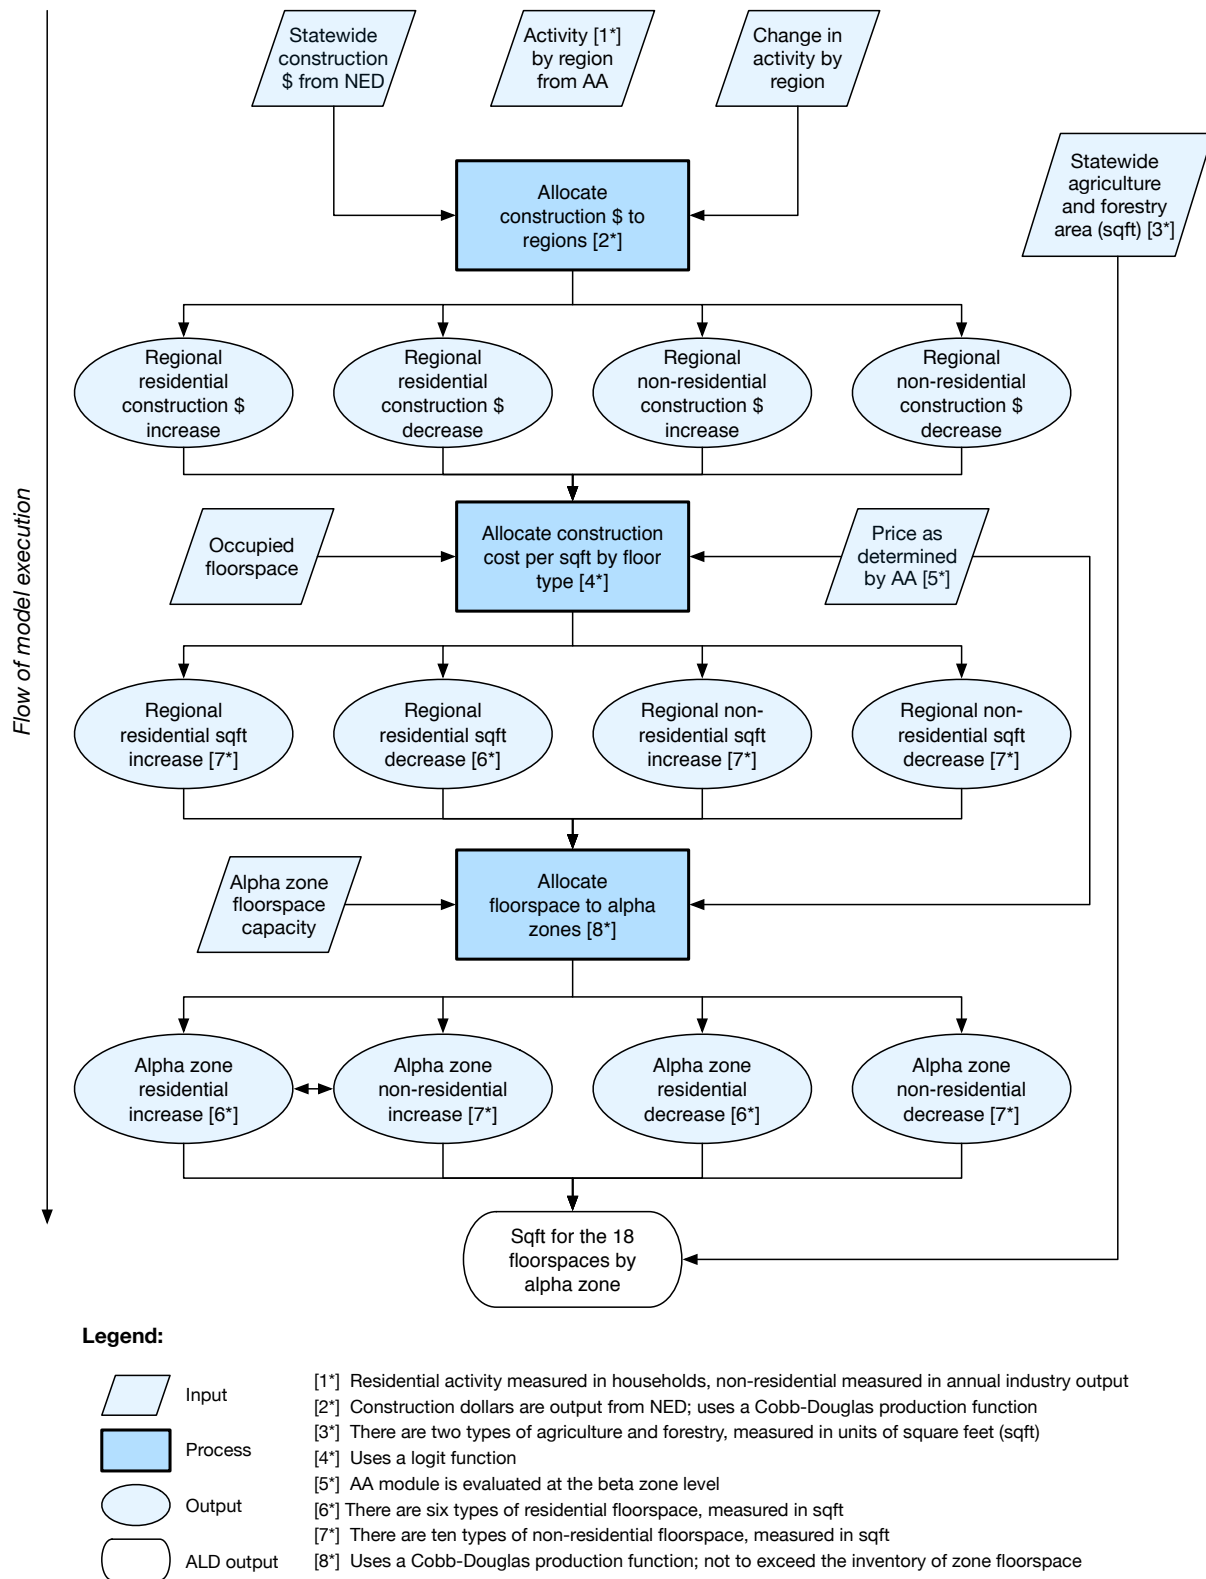 Statewide
construction
$ from NED
Activity [1*]
by region
from AA
Change in
activity by
region
Statewide
agriculture
and forestry
area (sqft) [3*]
Allocate
construction $ to
regions [2*]
Regional
residential
construction $
increase
Regional
residential
construction $
decrease
Regional
non-residential
construction $
increase
Regional
non-residential
construction $
decrease
Flow of model execution
Occupied
floorspace
Allocate construction
cost per sqft by floor
type [4*]
Price as
determined
by AA [5*]
Regional
residential sqft
increase [7*]
Regional
residential sqft
decrease [6*]
Regional non-
residential sqft
increase [7*]
Regional non-
residential sqft
decrease [7*]
Alpha zone
floorspace
capacity
Allocate
floorspace to alpha
zones [8*]
Alpha zone
residential
increase [6*]
Alpha zone
non-residential
increase [7*]
Alpha zone
residential
decrease [6*]
Alpha zone
non-residential
decrease [7*]
Sqft for the 18
floorspaces by
alpha zone
Legend:
Input
Process
Output
ALD output
[1*] Residential activity measured in households, non-residential measured in annual industry output
[2*] Construction dollars are output from NED; uses a Cobb-Douglas production function
[3*] There are two types of agriculture and forestry, measured in units of square feet (sqft)
[4*] Uses a logit function
[5*] AA module is evaluated at the beta zone level
[6*] There are six types of residential floorspace, measured in sqft
[7*] There are ten types of non-residential floorspace, measured in sqft
[8*] Uses a Cobb-Douglas production function; not to exceed the inventory of zone floorspace